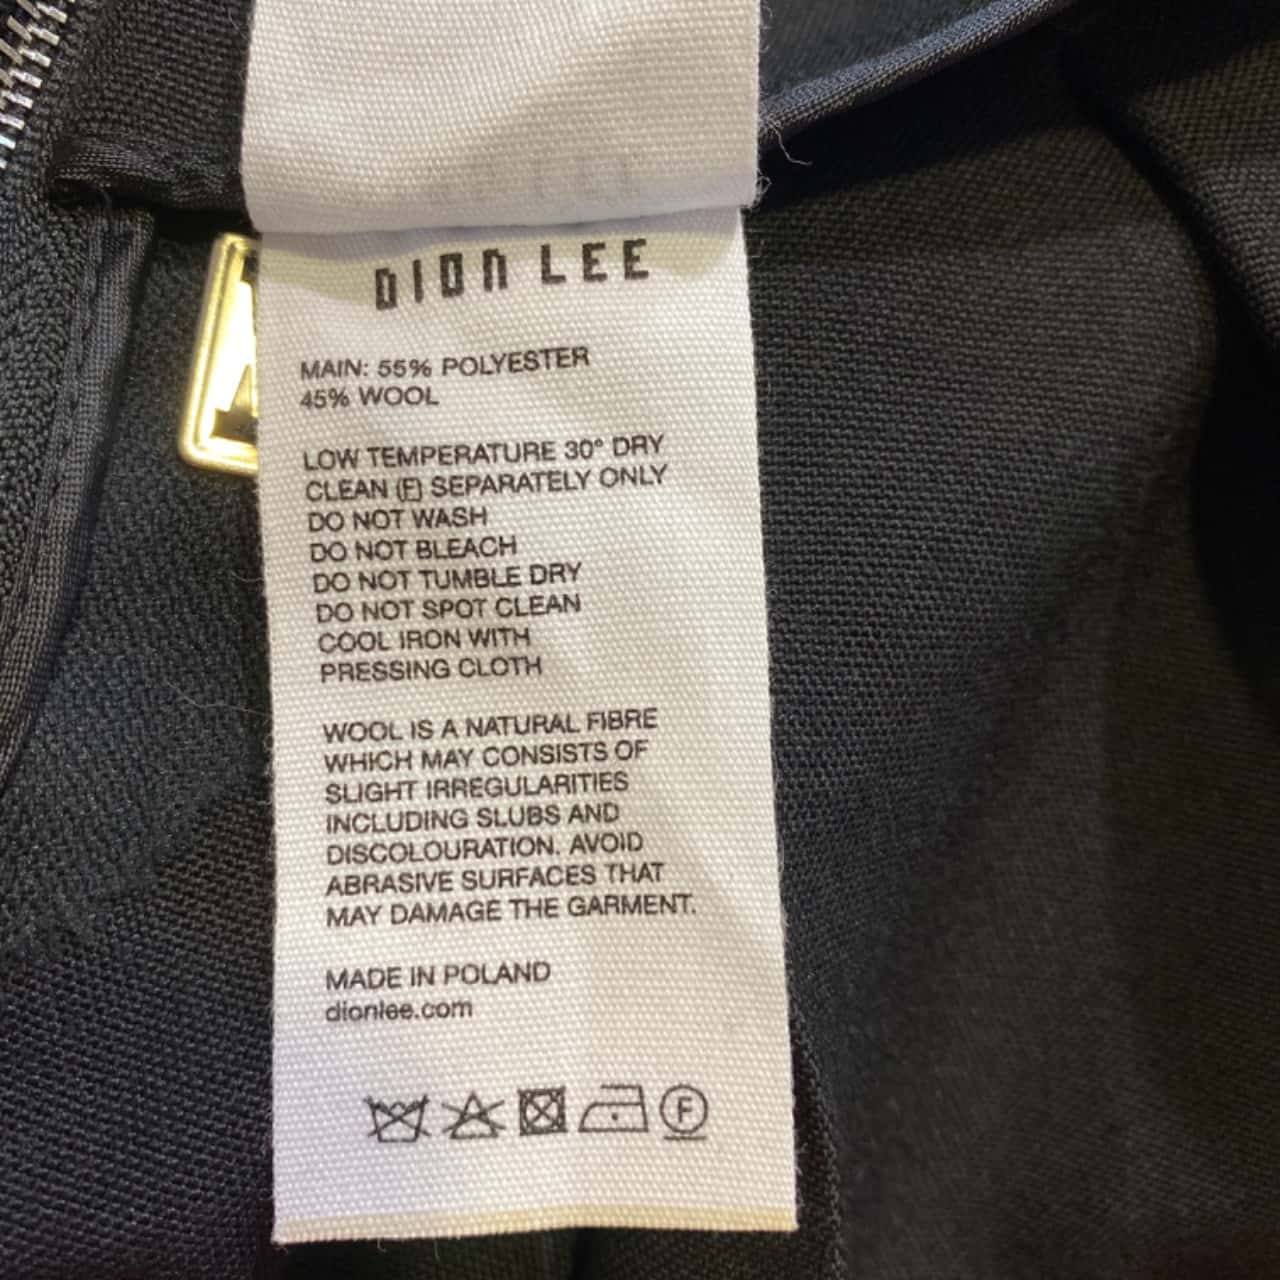 DION LEE
MAIN: 55% POLYESTER
45% WOOL
LOW TEMPERATURE 30° DRY
CLEAN (F) SEPARATELY ONLY
DO NOT WASH
DO NOT BLEACH
DO NOT TUMBLE DRY
DO NOT SPOT CLEAN
COOL IRON WITH
PRESSING CLOTH
WOOL IS A NATURAL FIBRE
WHICH MAY CONSISTS OF
SLIGHT IRREGULARITIES
INCLUDING SLUBS AND
DISCOLOURATION. AVOID
ABRASIVE SURFACES THAT
MAY DAMAGE THE GARMENT.
MADE IN POLAND
dionlee.com
F